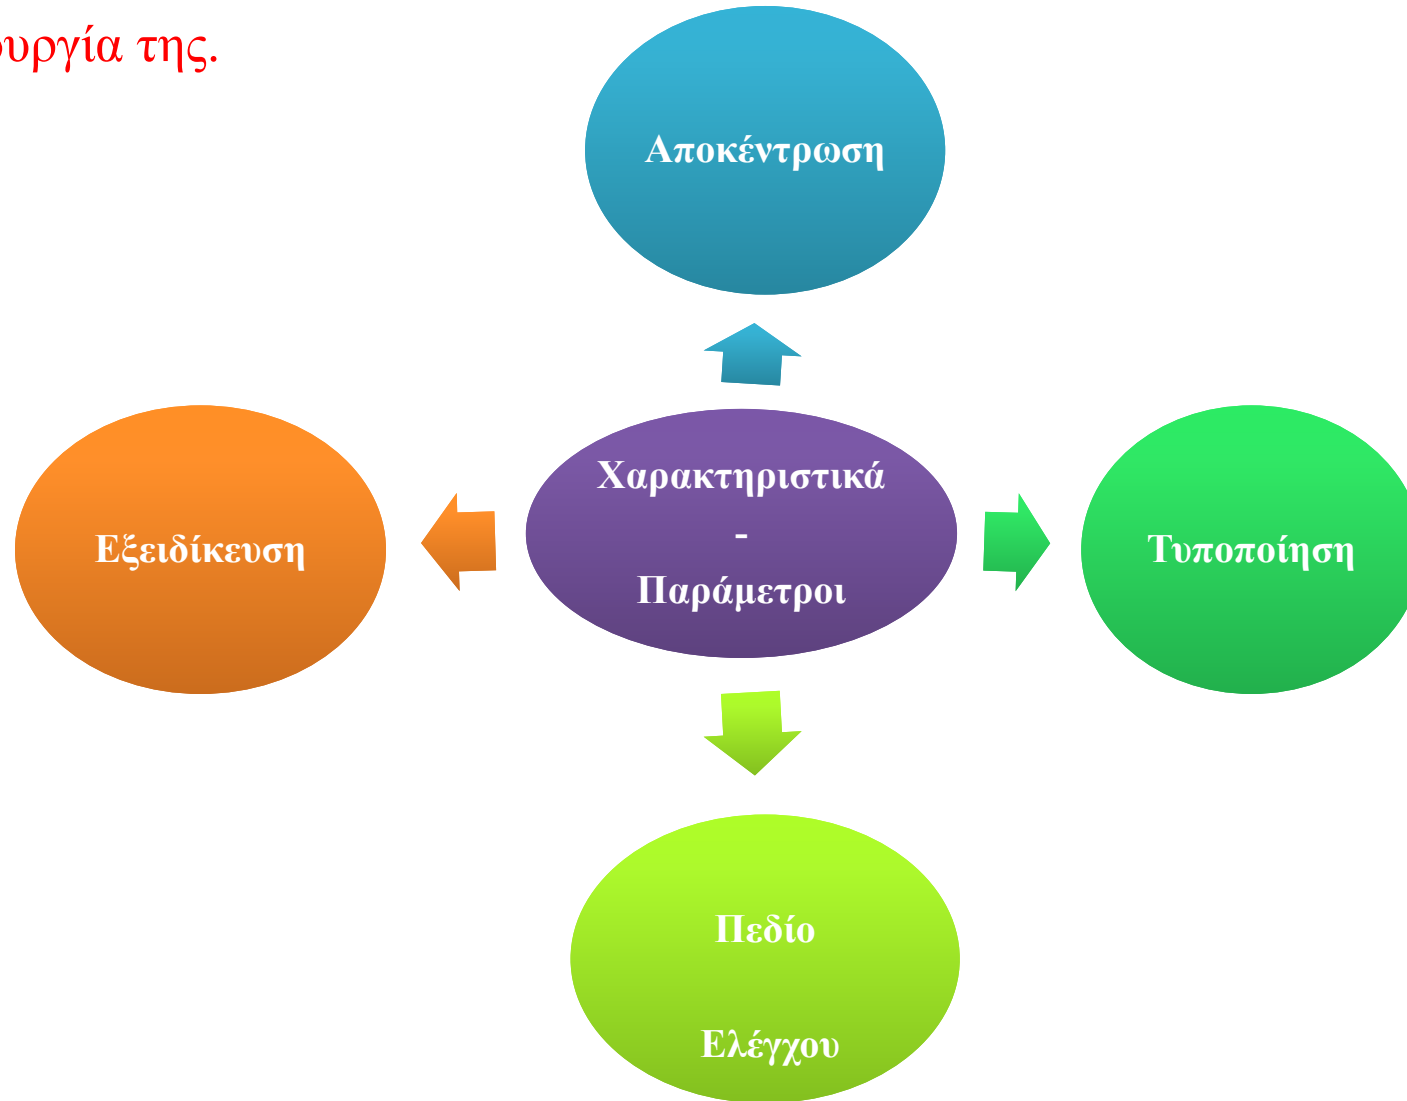 ουργία της.
Αποκέντρωση
Εξειδίκευση
Χαρακτηριστικά
-
Παράμετροι
Τυποποίηση
Πεδίο
Ελέγχου